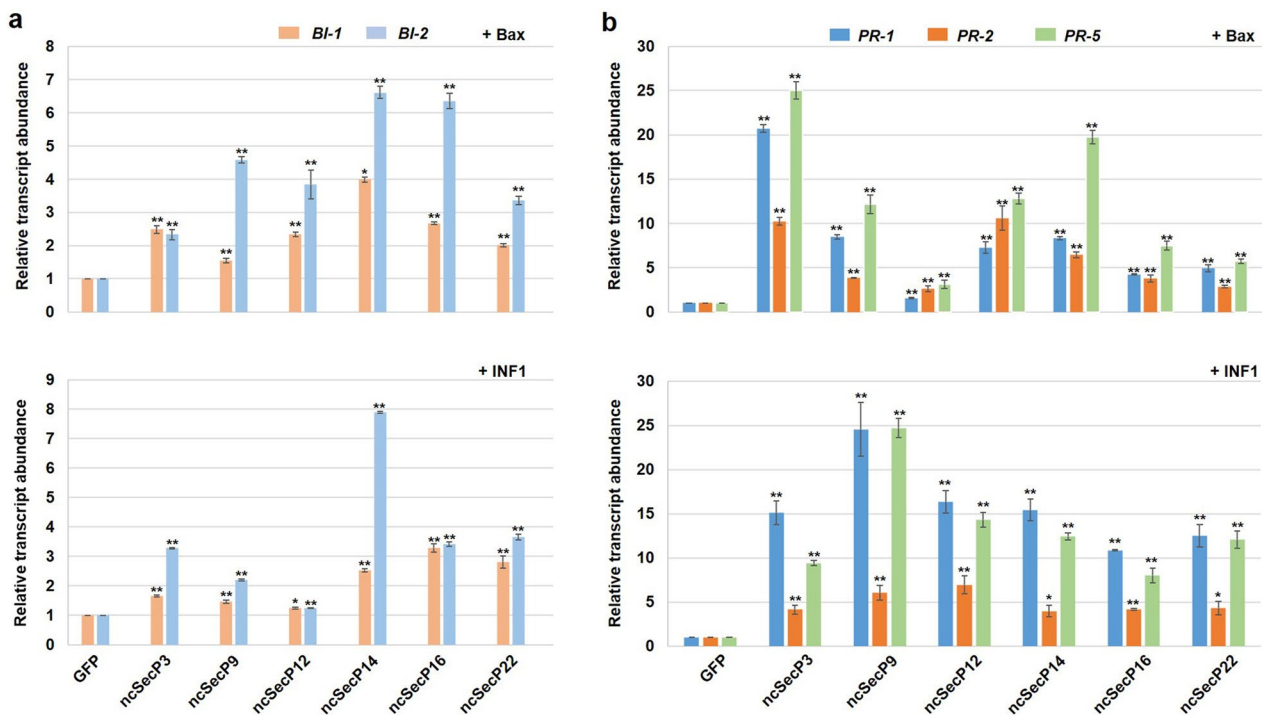 a
BI-1 BI-2 + Bax
Relative transcript abundance
8
7
6
5
4
3
2
1
0
+ INF1
Relative transcript abundance
9
8
7
6
5
4
3
2
1
0
GFP
ncSecP3
ncSecP9
ncSecP12
ncSecP14
ncSecP16
ncSecP22
b
PR-1 PR-2 PR-5 + Bax
Relative transcript abundance
30
25
20
15
10
5
0
+ INF1
Relative transcript abundance
30
25
20
15
10
5
0
GFP
ncSecP3
ncSecP9
ncSecP12
ncSecP14
ncSecP16
ncSecP22